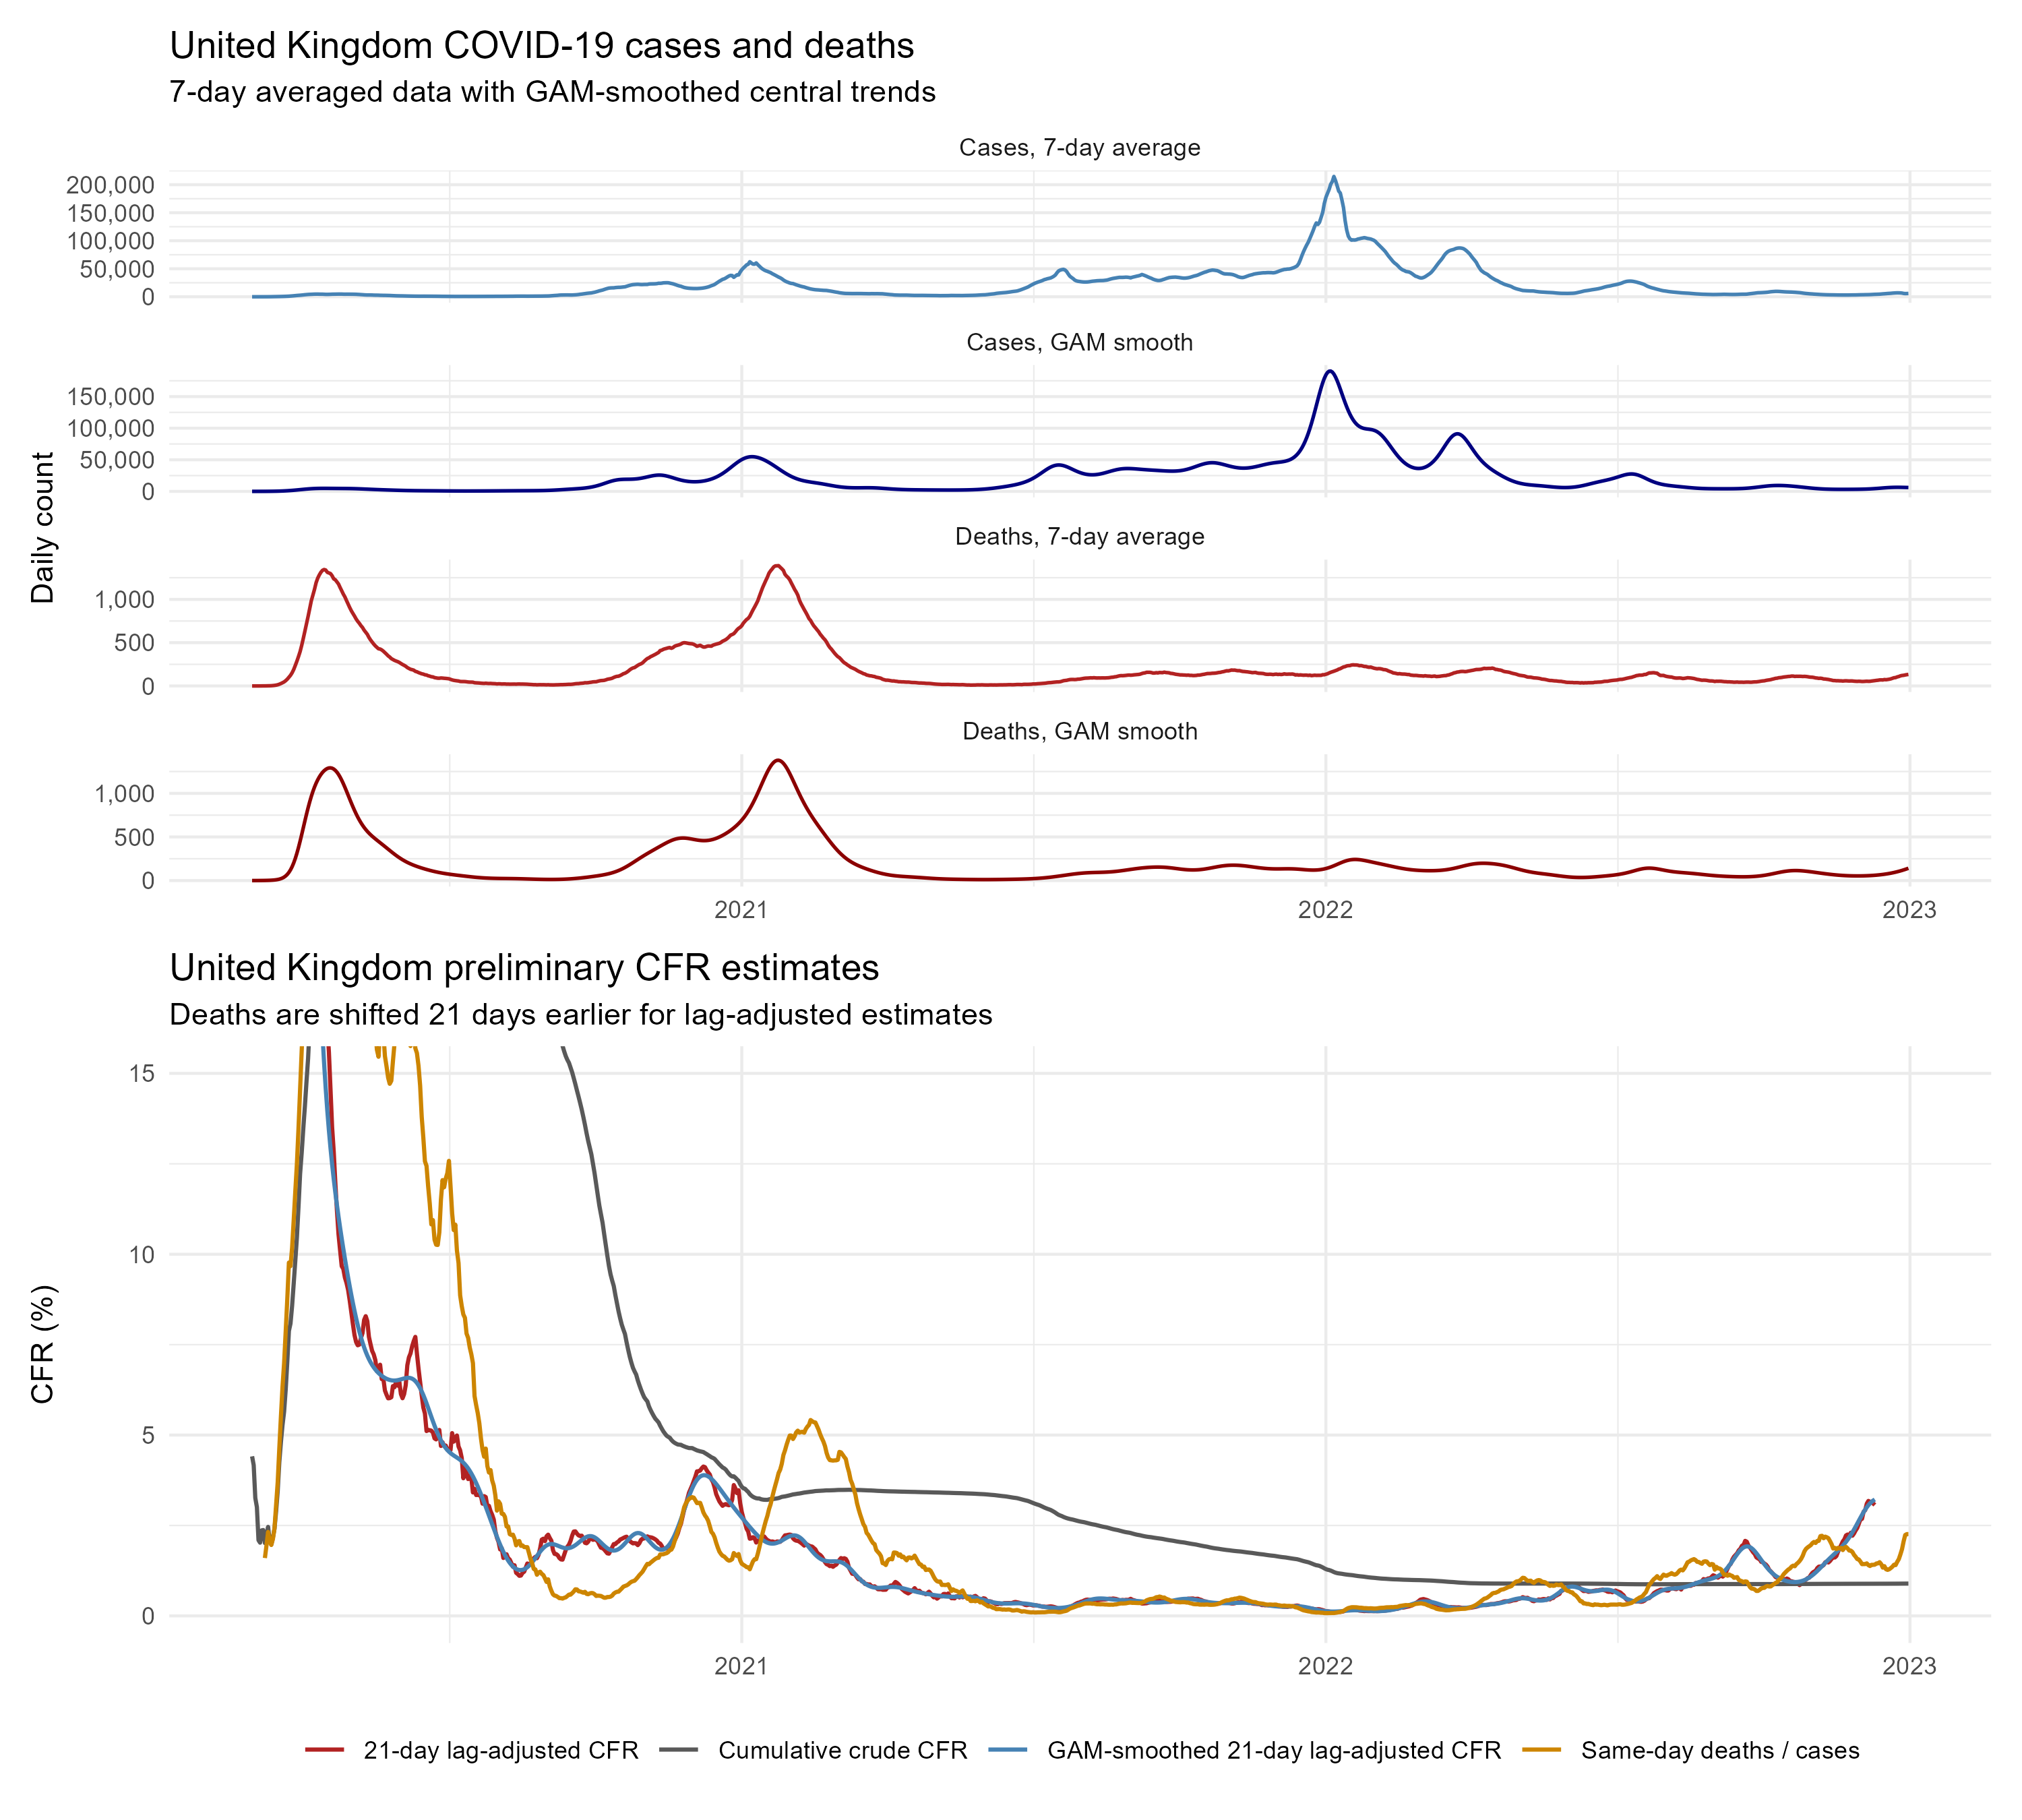 United Kingdom COVID-19 cases and deaths
7-day averaged data with GAM-smoothed central trends
Daily count
Cases, 7-day average
200,000
150,000
100,000
50,000
0
Cases, GAM smooth
150,000
100,000
50,000
0
Deaths, 7-day average
1,000
500
0
Deaths, GAM smooth
1,000
500
0
2021 2022 2023
United Kingdom preliminary CFR estimates
Deaths are shifted 21 days earlier for lag-adjusted estimates
CFR (%)
15
10
5
0
2021 2022 2023
21-day lag-adjusted CFR Cumulative crude CFR GAM-smoothed 21-day lag-adjusted CFR Same-day deaths / cases